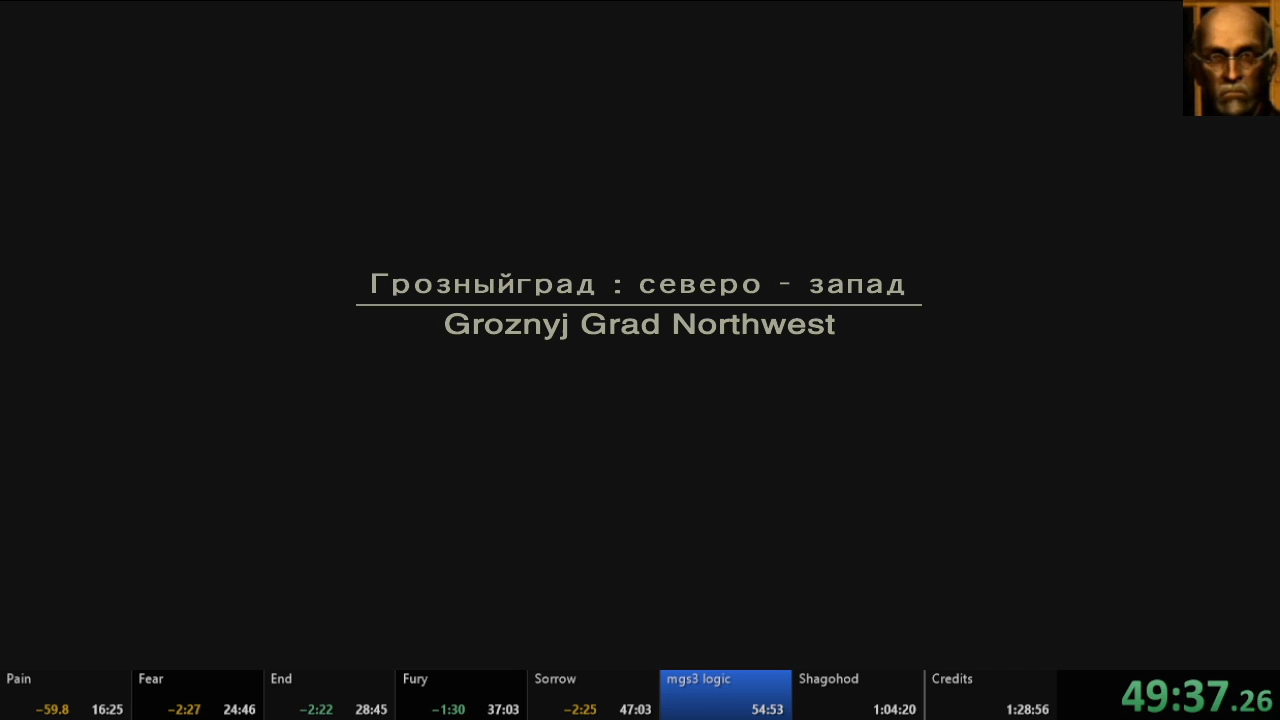 Грозныйград : северо - запад
Groznyj Grad Northwest
Pain
−59.8 16:25
Fear
−2:27 24:46
End
−2:22 28:45
Fury
−1:30 37:03
Sorrow
−2:25 47:03
mgs3 logic
54:53
Shagohod
1:04:20
Credits
1:28:56
49:37.26